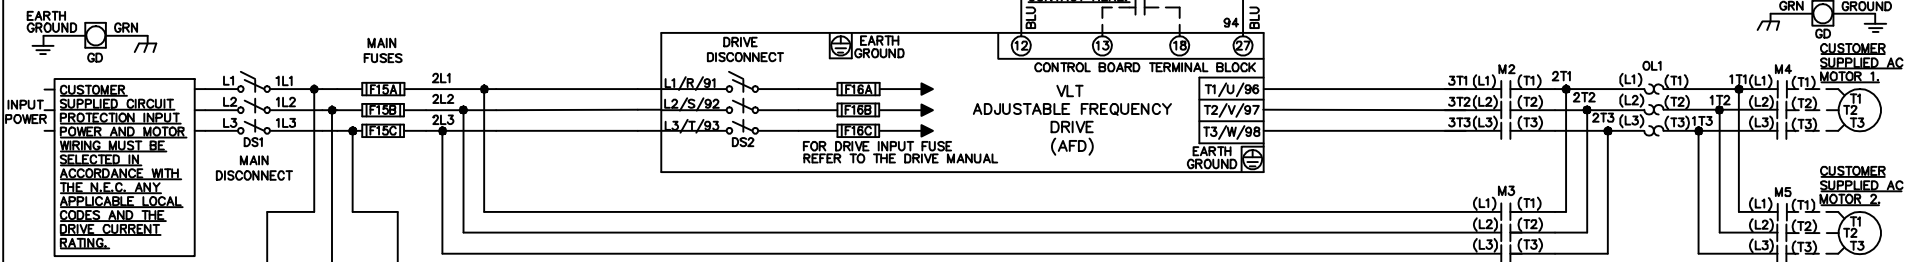 BLU
94
BLU
EARTH
GROUND
GRN
GD
MAIN
FUSES
DRIVE
DISCONNECT
EARTH
GROUND
12
13
18
27
CONTROL BOARD TERMINAL BLOCK
GRN
GROUND
GD
INPUT
POWER
CUSTOMER
SUPPLIED CIRCUIT
PROTECTION INPUT
POWER AND MOTOR
WIRING MUST BE
SELECTED IN
ACCORDANCE WITH
THE N.E.C. ANY
APPLICABLE LOCAL
CODES AND THE
DRIVE CURRENT
RATING.
L1 1L1
L2 1L2
L3 1L3
DS1
MAIN
DISCONNECT
F15A 2L1
F15B 2L2
F15C 2L3
L1/R/91
L2/S/92
L3/T/93
DS2
F16A
F16B
F16C
FOR DRIVE INPUT FUSE
REFER TO THE DRIVE MANUAL
VLT
ADJUSTABLE FREQUENCY
DRIVE
(AFD)
T1/U/96
T2/V/97
T3/W/98
EARTH
GROUND
M2
3T1 (L1) (T1) 2T1
3T2 (L2) (T2) 2T2
3T3 (L3) (T3) 2T3
OL1
(L1) (T1) 1T1
(L2) (T2) 1T2
(L3) (T3) 1T3
M4
(L1) (T1)
(L2) (T2)
(L3) (T3)
CUSTOMER
SUPPLIED AC
MOTOR 1.
T1
T2
T3
M3
(L1) (T1)
(L2) (T2)
(L3) (T3)
M5
(L1) (T1)
(L2) (T2)
(L3) (T3)
CUSTOMER
SUPPLIED AC
MOTOR 2.
T1
T2
T3